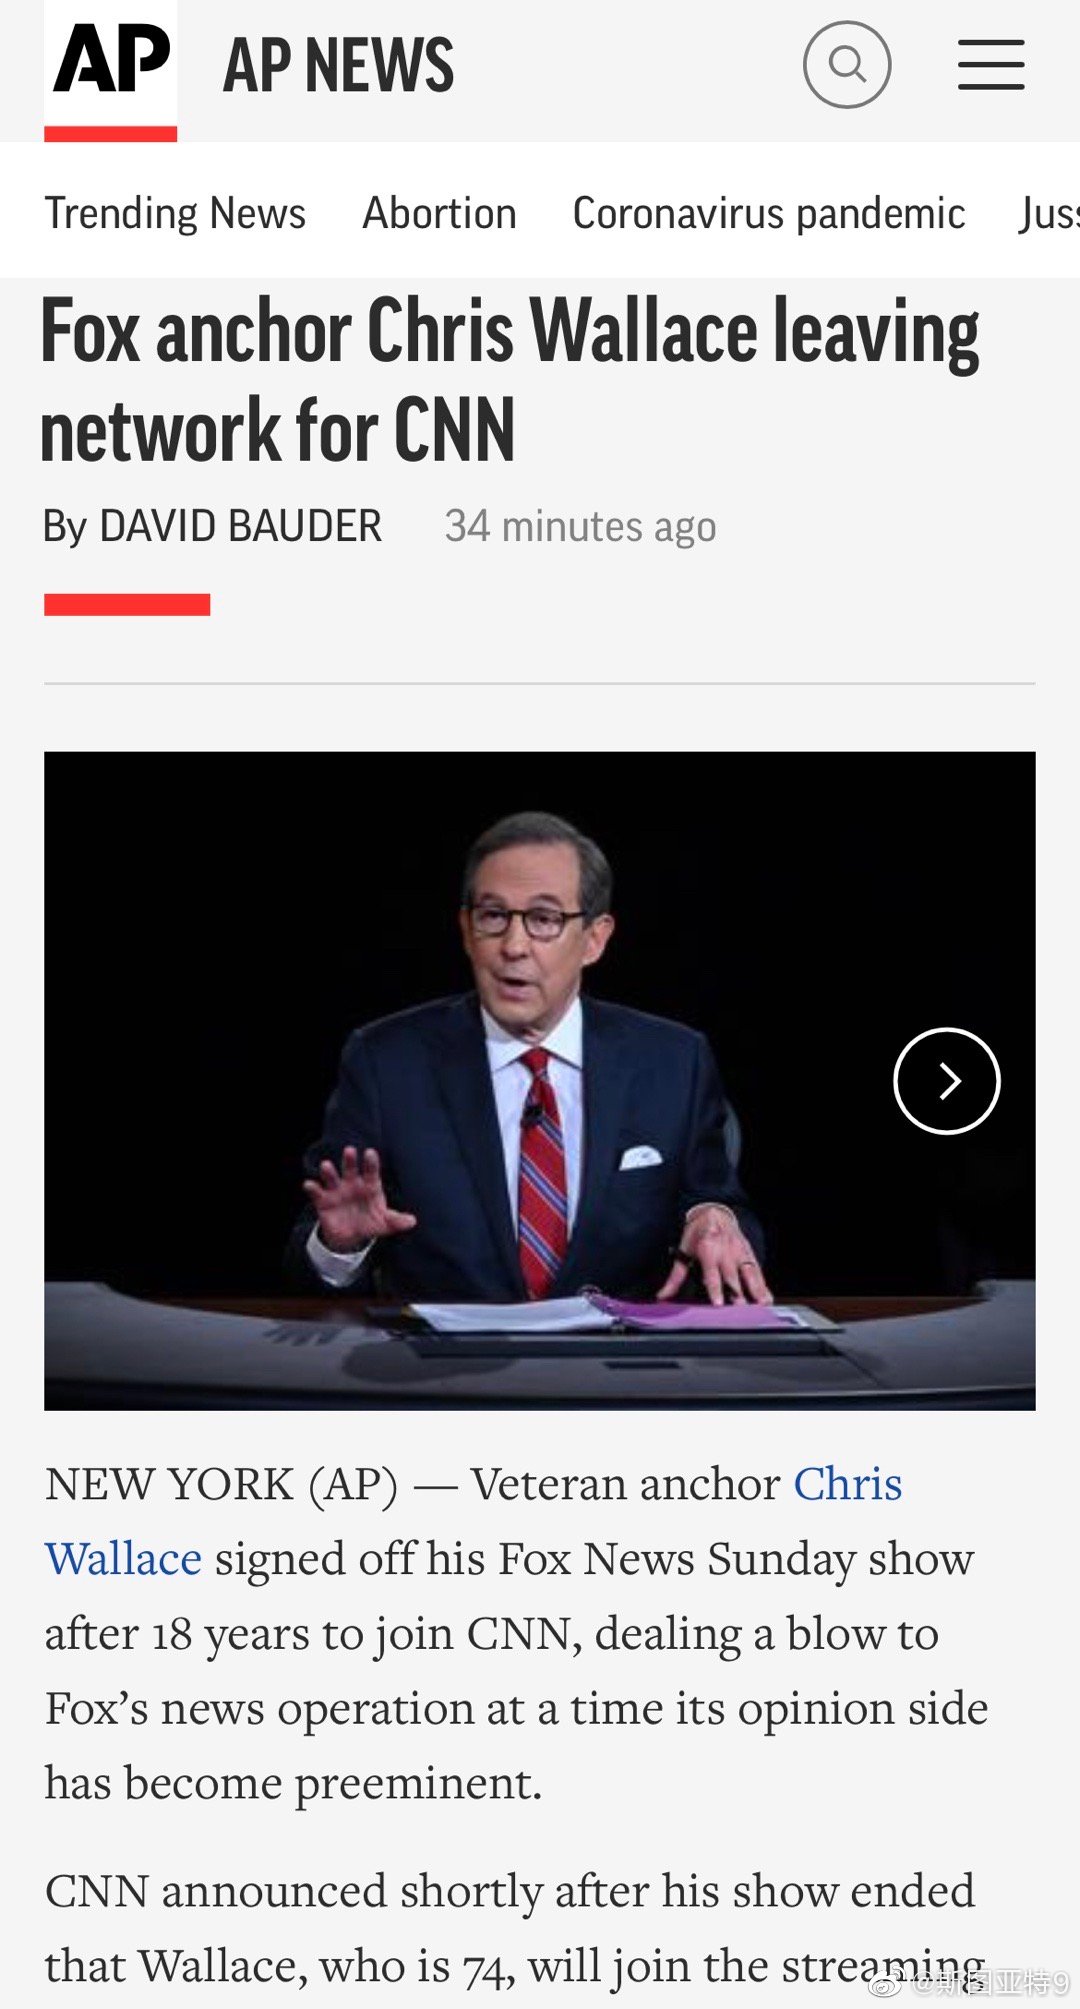 AP AP NEWS
Trending News Abortion Coronavirus pandemic Juss
Fox anchor Chris Wallace leaving
network for CNN
By DAVID BAUDER 34 minutes ago
NEW YORK (AP) — Veteran anchor Chris
Wallace signed off his Fox News Sunday show
after 18 years to join CNN, dealing a blow to
Fox’s news operation at a time its opinion side
has become preeminent.
CNN announced shortly after his show ended
that Wallace, who is 74, will join the streaming
@斯图亚特9